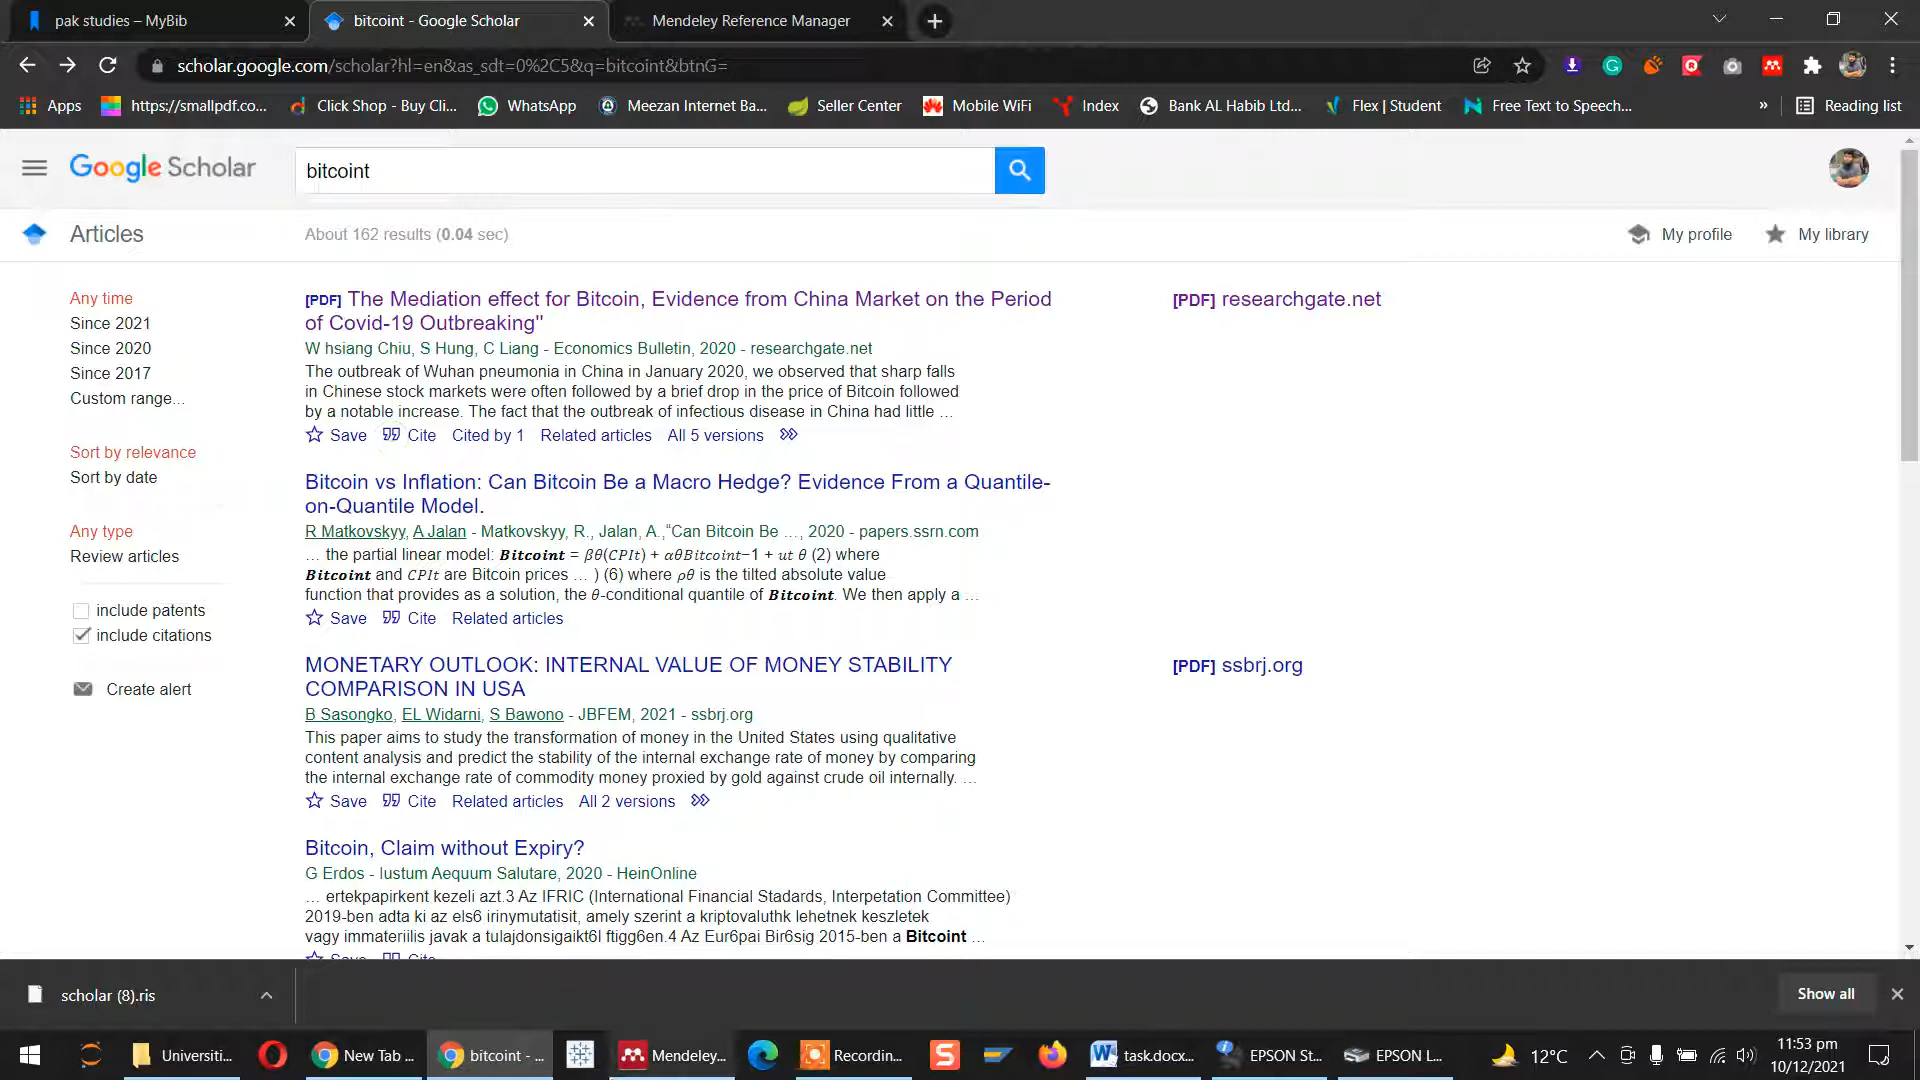 pak studies – MyBib
bitcoint - Google Scholar
Mendeley Reference Manager
scholar.google.com/scholar?hl=en&as_sdt=0%2C5&q=bitcoint&btnG=
Apps https://smallpdf.co... Click Shop - Buy Cli... WhatsApp Meezan Internet Ba... Seller Center Mobile WiFi Index Bank AL Habib Ltd... Flex | Student Free Text to Speech... » Reading list
Google Scholar
bitcoint
Articles
About 162 results (0.04 sec)
My profile
My library
Any time
Since 2021
Since 2020
Since 2017
Custom range...
Sort by relevance
Sort by date
Any type
Review articles
include patents
include citations
Create alert
[PDF] The Mediation effect for Bitcoin, Evidence from China Market on the Period
of Covid-19 Outbreaking"
W hsiang Chiu, S Hung, C Liang - Economics Bulletin, 2020 - researchgate.net
The outbreak of Wuhan pneumonia in China in January 2020, we observed that sharp falls
in Chinese stock markets were often followed by a brief drop in the price of Bitcoin followed
by a notable increase. The fact that the outbreak of infectious disease in China had little …
Save Cite Cited by 1 Related articles All 5 versions
[PDF] researchgate.net
Bitcoin vs Inflation: Can Bitcoin Be a Macro Hedge? Evidence From a Quantile-
on-Quantile Model.
R Matkovskyy, A Jalan - Matkovskyy, R., Jalan, A.,“Can Bitcoin Be …, 2020 - papers.ssrn.com
… the partial linear model: Bitcoint = βθ(CPIt) + αθBitcoint−1 + ut θ (2) where
Bitcoint and CPIt are Bitcoin prices … ) (6) where ρθ is the tilted absolute value
function that provides as a solution, the θ-conditional quantile of Bitcoint. We then apply a …
Save Cite Related articles
MONETARY OUTLOOK: INTERNAL VALUE OF MONEY STABILITY
COMPARISON IN USA
B Sasongko, EL Widarni, S Bawono - JBFEM, 2021 - ssbrj.org
This paper aims to study the transformation of money in the United States using qualitative
content analysis and predict the stability of the internal exchange rate of money by comparing
the internal exchange rate of commodity money proxied by gold against crude oil internally. …
Save Cite Related articles All 2 versions
[PDF] ssbrj.org
Bitcoin, Claim without Expiry?
G Erdos - Iustum Aequum Salutare, 2020 - HeinOnline
… ertekpapirkent kezeli azt.3 Az IFRIC (International Financial Stadards, Interpetation Committee)
2019-ben adta ki az els6 irinymutatisit, amely szerint a kriptovaluthk lehetnek keszletek
vagy immateriilis javak a tulajdonsigaikt6l ftigg6en.4 Az Eur6pai Bir6sig 2015-ben a Bitcoint …
Save Cite
scholar (8).ris
Show all
Universiti... New Tab ... bitcoint - ... Mendeley... Recordin... task.docx... EPSON St... EPSON L... 12°C
11:53 pm
10/12/2021